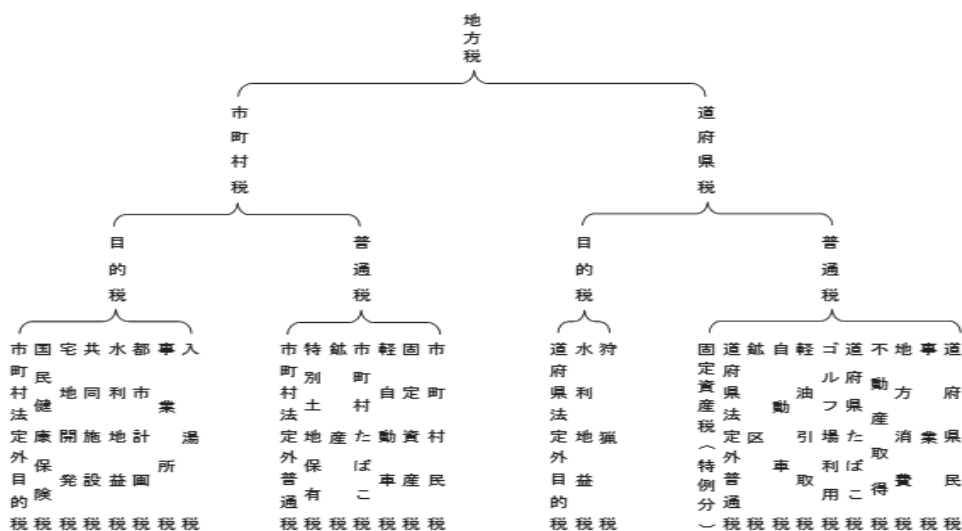 地方税
道府県税
市町村税
普通税
目的税
普通税
目的税
道府県民税
事業税
地方消費税
不動産取得税
道府県たばこ税
ゴルフ場利用税
軽油引取税
自動車税
鉱区税
道府県法定外普通税
固定資産税(特例分)
狩猟税
水利地益税
道府県法定外目的税
市町村民税
固定資産税
軽自動車税
市町村たばこ税
鉱産税
特別土地保有税
市町村法定外普通税
入湯税
事業所税
都市計画税
水利地益税
共同施設税
宅地開発税
国民健康保険税
市町村法定外目的税